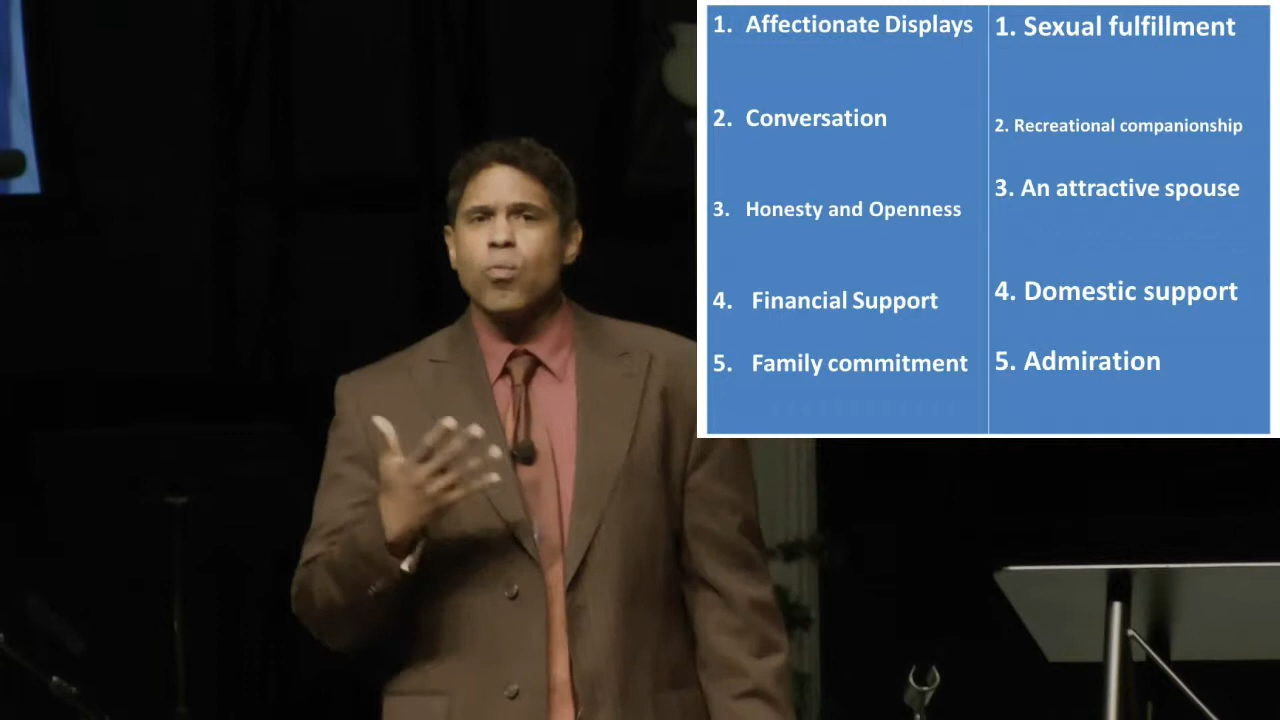 1. Affectionate Displays
2. Conversation
3. Honesty and Openness
4. Financial Support
5. Family commitment
1. Sexual fulfillment
2. Recreational companionship
3. An attractive spouse
4. Domestic support
5. Admiration